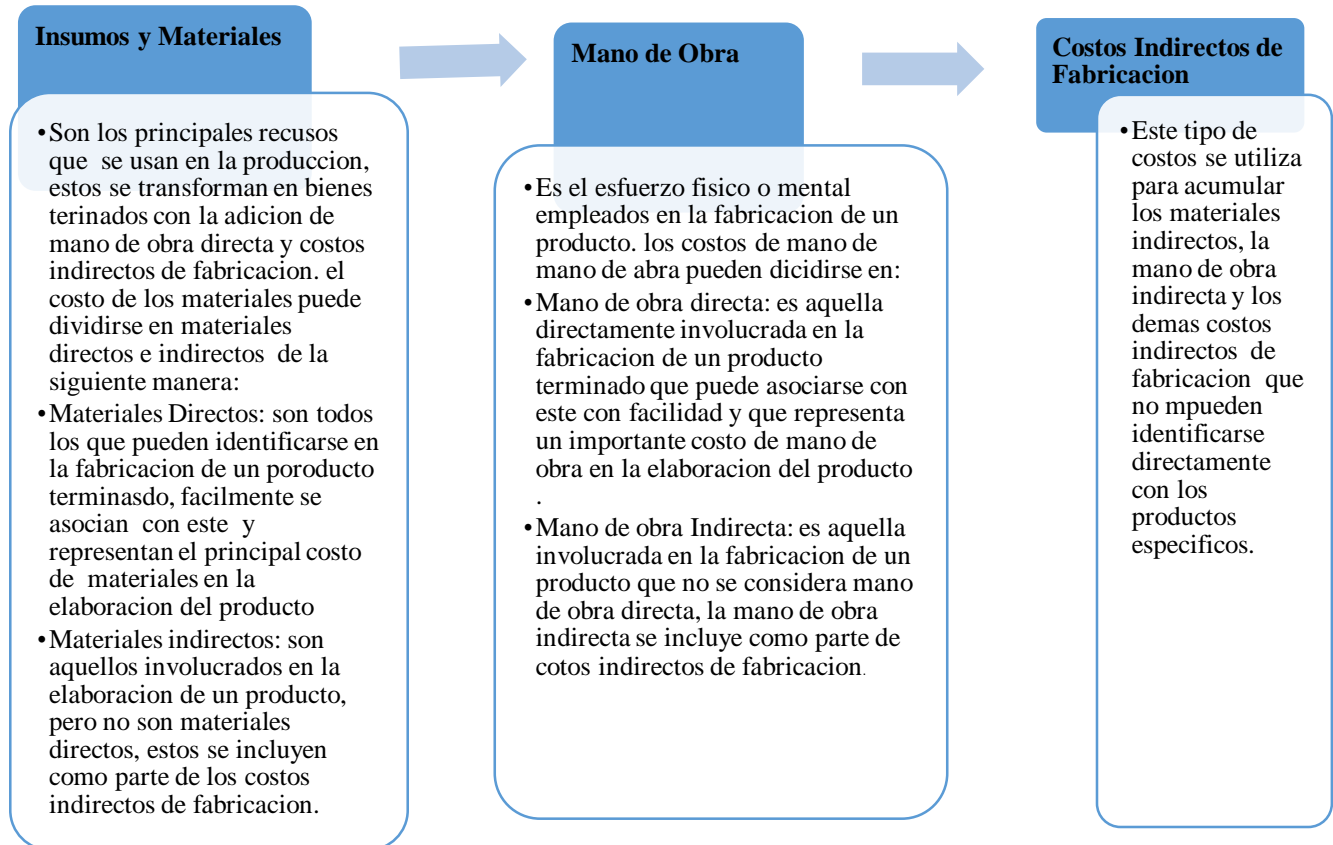 Insumos y Materiales
•Son los principales recusos
que se usan en la produccion,
estos se transforman en bienes
terinados con la adicion de
mano de obra directa y costos
indirectos de fabricacion. el
costo de los materiales puede
dividirse en materiales
directos e indirectos de la
siguiente manera:
•Materiales Directos: son todos
los que pueden identificarse en
la fabricacion de un poroducto
terminasdo, facilmente se
asocian con este y
representan el principal costo
de materiales en la
elaboracion del producto
•Materiales indirectos: son
aquellos involucrados en la
elaboracion de un producto,
pero no son materiales
directos, estos se incluyen
como parte de los costos
indirectos de fabricacion.
Mano de Obra
•Es el esfuerzo fisico o mental
empleados en la fabricacion de un
producto. los costos de mano de
mano de abra pueden dicidirse en:
•Mano de obra directa: es aquella
directamente involucrada en la
fabricacion de un producto
terminado que puede asociarse con
este con facilidad y que representa
un importante costo de mano de
obra en la elaboracion del producto
.
•Mano de obra Indirecta: es aquella
involucrada en la fabricacion de un
producto que no se considera mano
de obra directa, la mano de obra
indirecta se incluye como parte de
cotos indirectos de fabricacion.
Costos Indirectos de
Fabricacion
•Este tipo de
costos se utiliza
para acumular
los materiales
indirectos, la
mano de obra
indirecta y los
demas costos
indirectos de
fabricacion que
no mpueden
identificarse
directamente
con los
productos
especificos.